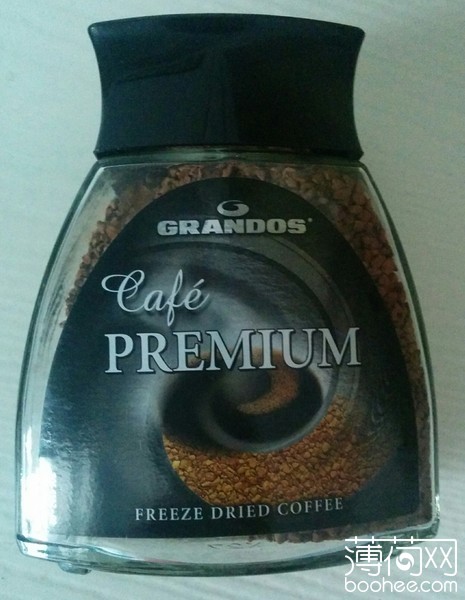 GRANDOS®
Café
PREMIUM
FREEZE DRIED COFFEE
薄荷网
boohee.com